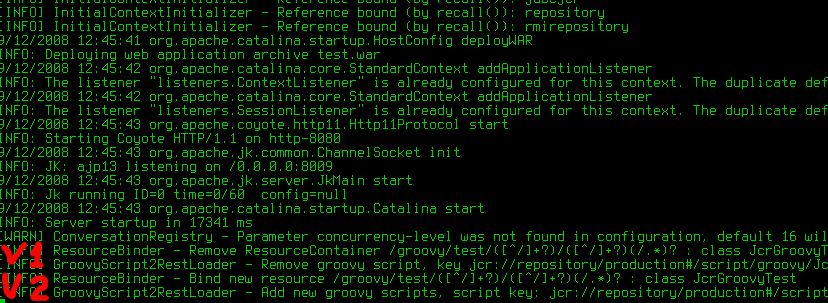 [INFO] InitialContextInitializer - Reference bound (by recall()):
[INFO] InitialContextInitializer - Reference bound (by recall()): repository
[INFO] InitialContextInitializer - Reference bound (by recall()): rmirepository
9/12/2008 12:45:41 org.apache.catalina.startup.HostConfig deployWAR
INFO: Deploying web application archive test.war
9/12/2008 12:45:42 org.apache.catalina.core.StandardContext addApplicationListener
INFO: The listener "listeners.ContextListener" is already configured for this context. The duplicate def
9/12/2008 12:45:42 org.apache.catalina.core.StandardContext addApplicationListener
INFO: The listener "listeners.SessionListener" is already configured for this context. The duplicate def
9/12/2008 12:45:43 org.apache.coyote.http11.Http11Protocol start
INFO: Starting Coyote HTTP/1.1 on http-8080
9/12/2008 12:45:43 org.apache.jk.common.ChannelSocket init
INFO: JK: ajp13 listening on /0.0.0.0:8009
9/12/2008 12:45:43 org.apache.jk.server.JkMain start
INFO: Jk running ID=0 time=0/60  config=null
9/12/2008 12:45:43 org.apache.catalina.startup.Catalina start
INFO: Server startup in 17341 ms
[WARN] ConversationRegistry - Parameter concurrency-level was not found in configuration, default 16 wil
V1 ResourceBinder - Remove ResourceContainer /groovy/test/([^/]+?)/([^/]+?)(/.*)? : class JcrGroovyT
GroovyScript2RestLoader - Remove groovy script, key jcr://repository/production#/script/groovy/Jc
V2 ResourceBinder - Bind new resource /groovy/test/([^/]+?)/([^/]+?)(/.*)? : class JcrGroovyTest
GroovyScript2RestLoader - Add new groovy scripts, script key: jcr://repository/production#/script